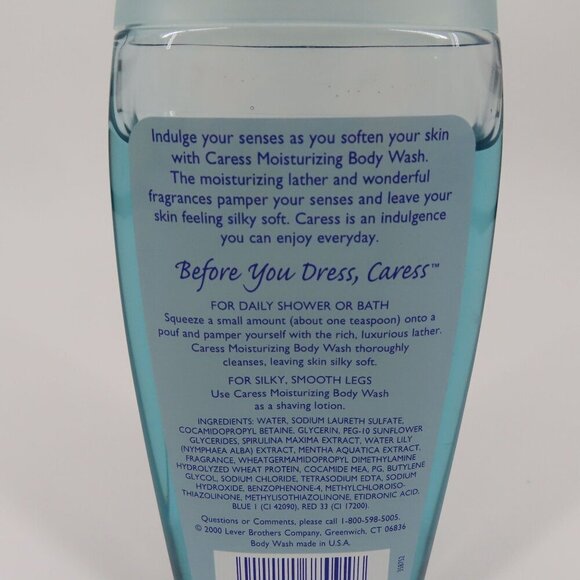 Indulge your senses as you soften your skin
with Caress Moisturizing Body Wash.
The moisturizing lather and wonderful
fragrances pamper your senses and leave your
skin feeling silky soft. Caress is an indulgence
you can enjoy everyday.
Before You Dress, Caress™
FOR DAILY SHOWER OR BATH
Squeeze a small amount (about one teaspoon) onto a
pouf and pamper yourself with the rich, luxurious lather.
Caress Moisturizing Body Wash thoroughly
cleanses, leaving skin silky soft.
FOR SILKY, SMOOTH LEGS
Use Caress Moisturizing Body Wash
as a shaving lotion.
INGREDIENTS: WATER, SODIUM LAURETH SULFATE,
COCAMIDOPROPYL BETAINE, GLYCERIN, PEG-10 SUNFLOWER
GLYCERIDES, SPIRULINA MAXIMA EXTRACT, WATER LILY
(NYMPHAEA ALBA) EXTRACT, MENTHA AQUATICA EXTRACT,
FRAGRANCE, WHEATGERMAMIDOPROPYL DIMETHYLAMINE
HYDROLYZED WHEAT PROTEIN, COCAMIDE MEA, PG, BUTYLENE
GLYCOL, SODIUM CHLORIDE, TETRASODIUM EDTA, SODIUM
HYDROXIDE, BENZOPHENONE-4, METHYLCHLOROISO-
THIAZOLINONE, METHYLISOTHIAZOLINONE, ETIDRONIC ACID,
BLUE 1 (CI 42090), RED 33 (CI 17200).
Questions or Comments, please call 1-800-598-5005.
© 2000 Lever Brothers Company, Greenwich, CT 06836
Body Wash made in U.S.A.